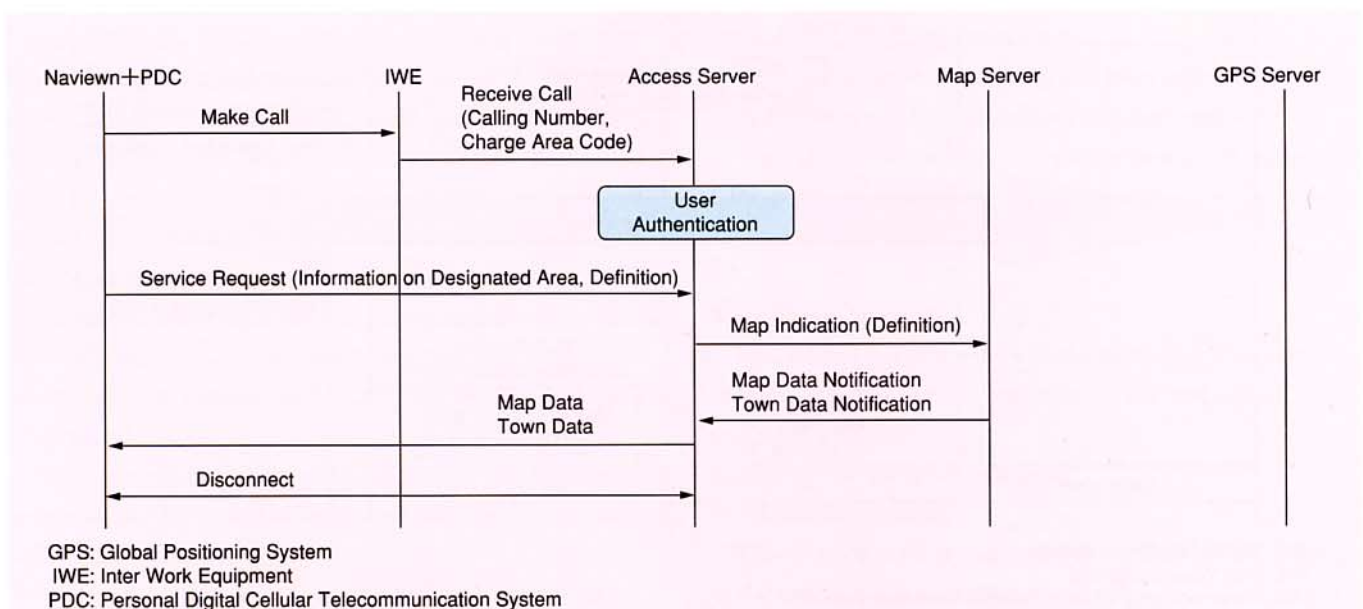 Naviewn+PDC
IWE
Access Server
Map Server
GPS Server
Make Call
Receive Call
(Calling Number,
Charge Area Code)
User
Authentication
Service Request (Information on Designated Area, Definition)
Map Indication (Definition)
Map Data Notification
Town Data Notification
Map Data
Town Data
Disconnect
GPS: Global Positioning System
IWE: Inter Work Equipment
PDC: Personal Digital Cellular Telecommunication System